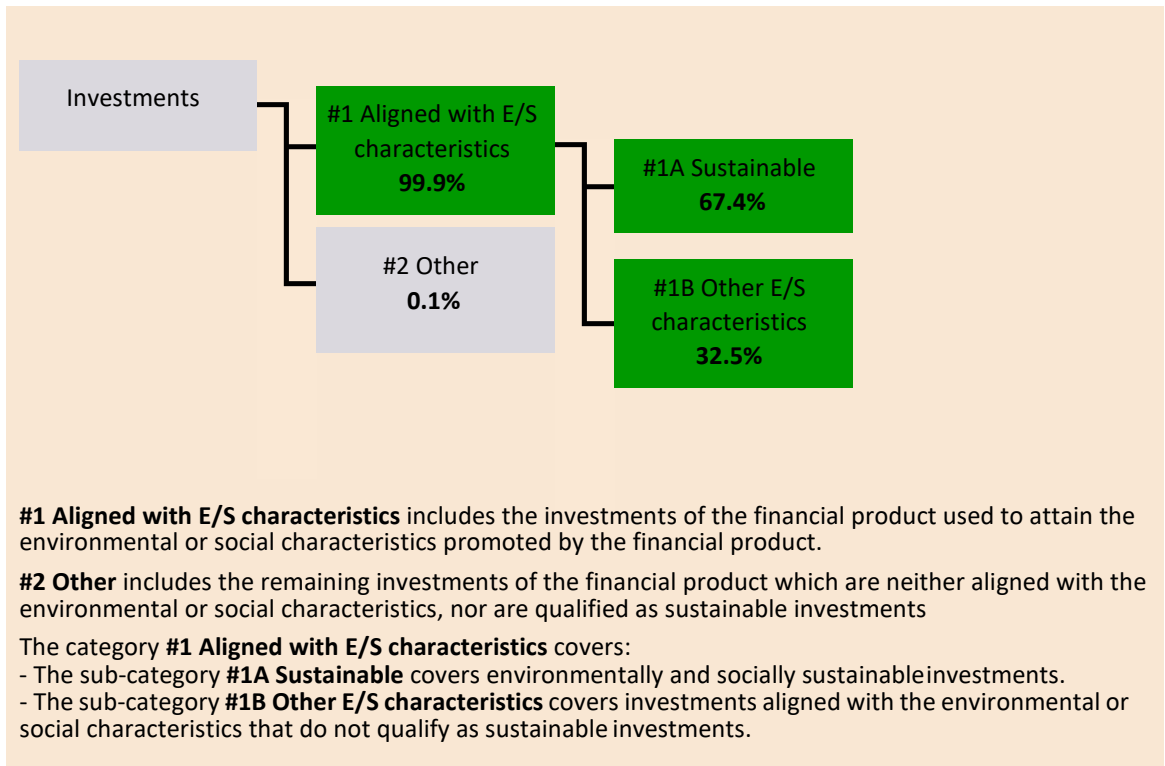 Investments
#1 Aligned with E/S
characteristics
99.9%
#1A Sustainable
67.4%
#2 Other
0.1%
#1B Other E/S
characteristics
32.5%
#1 Aligned with E/S characteristics includes the investments of the financial product used to attain the
environmental or social characteristics promoted by the financial product.
#2 Other includes the remaining investments of the financial product which are neither aligned with the
environmental or social characteristics, nor are qualified as sustainable investments
The category #1 Aligned with E/S characteristics covers:
- The sub-category #1A Sustainable covers environmentally and socially sustainable investments.
- The sub-category #1B Other E/S characteristics covers investments aligned with the environmental or
social characteristics that do not qualify as sustainable investments.